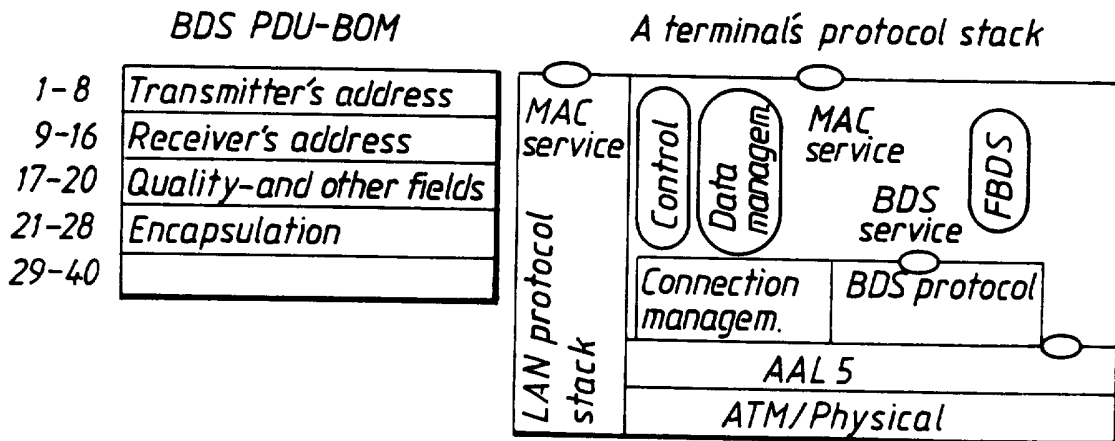 BDS PDU-BOM
1-8 Transmitter's address
9-16 Receiver's address
17-20 Quality-and other fields
21-28 Encapsulation
29-40
A terminal's protocol stack
MAC
service
LAN protocol
stack
Control
Data
managem.
MAC
service
FBDS
BDS
service
Connection
managem.
BDS protocol
AAL 5
ATM/Physical